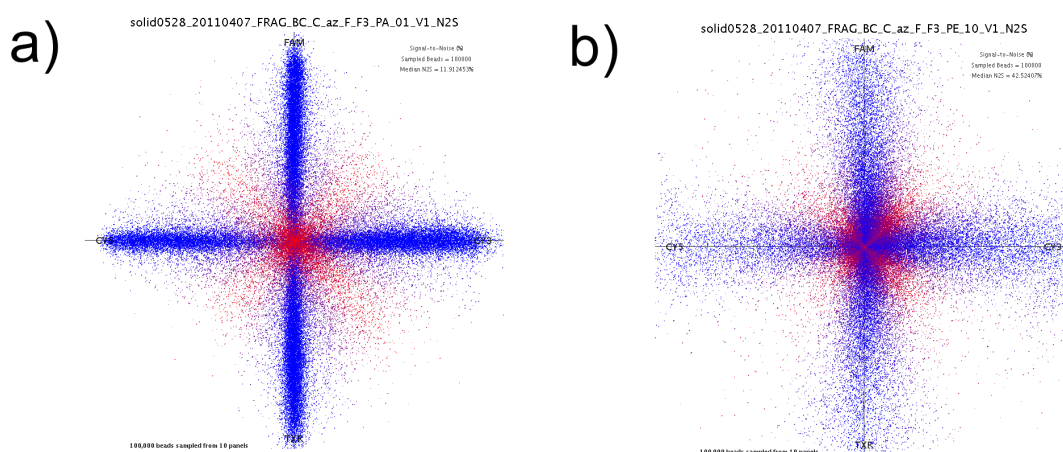 a)
solid0528_20110407_FRAG_BC_C_az_F_F3_PA_01_V1_N2S
FAM
Signal-to-Noise (%)
Sampled Beads = 100000
Median N2S = 11.912453%
CY3
TXR
100,000 beads sampled from 10 panels
b)
solid0528_20110407_FRAG_BC_C_az_F_F3_PE_10_V1_N2S
FAM
Signal-to-Noise (%)
Sampled Beads = 100000
Median N2S = 42.52407%
CY5
CY3
TXR